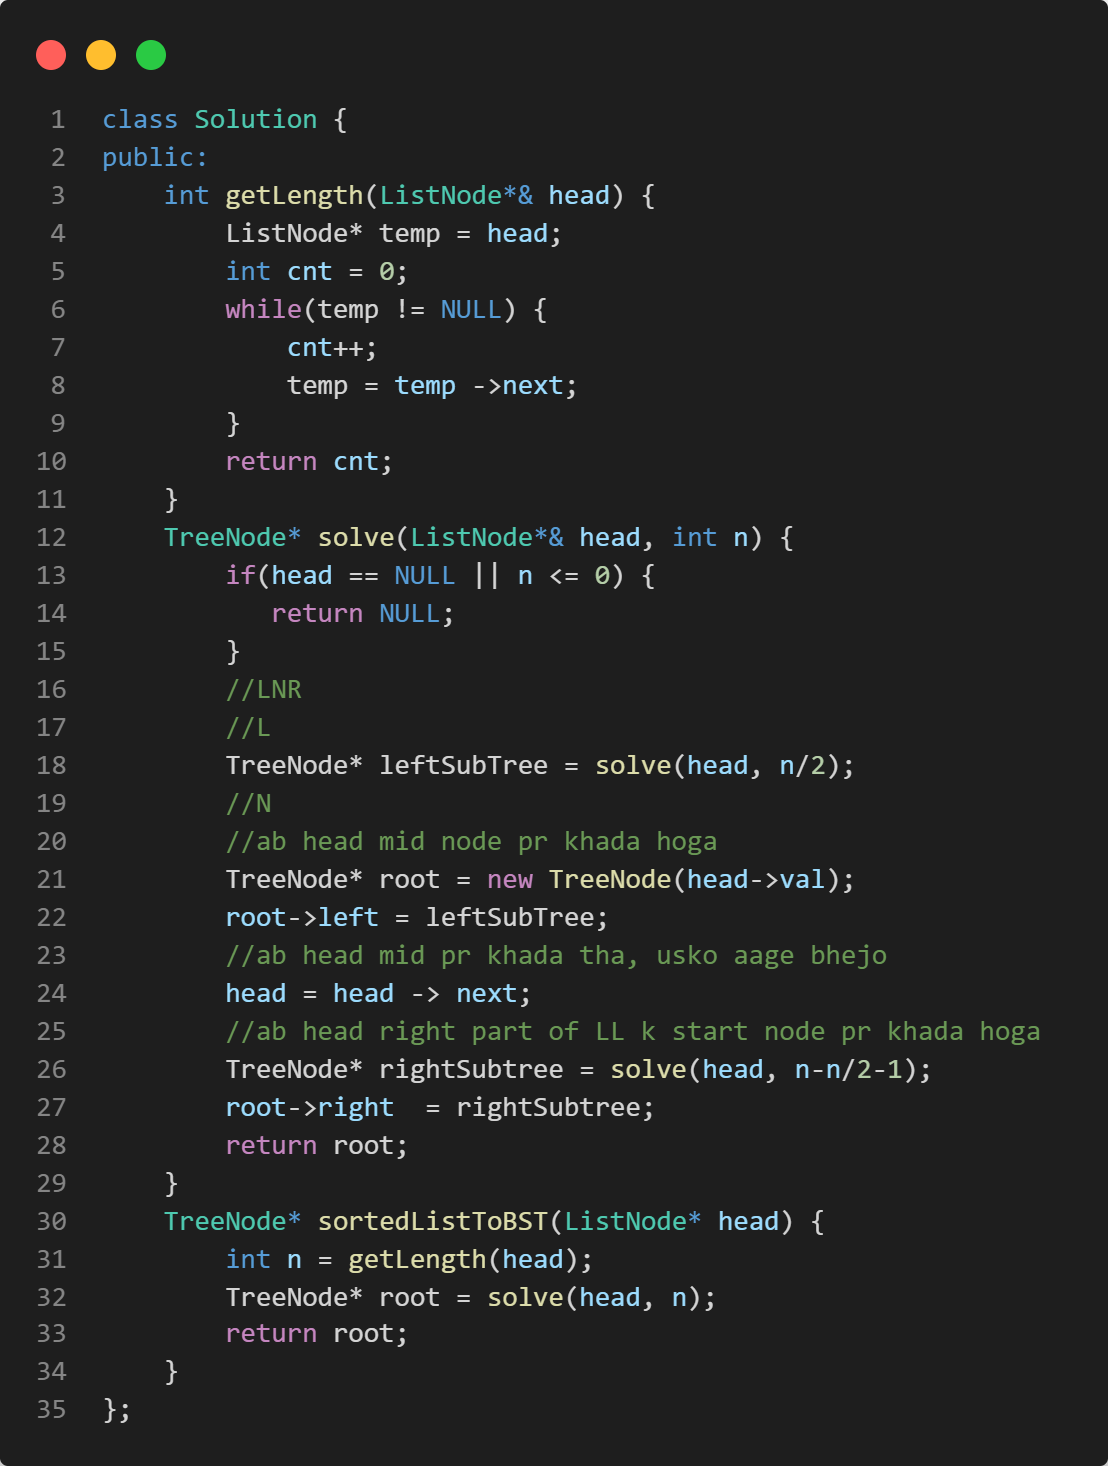 1 class Solution {
2 public:
3     int getLength(ListNode*& head) {
4         ListNode* temp = head;
5         int cnt = 0;
6         while(temp != NULL) {
7             cnt++;
8             temp = temp ->next;
9         }
10         return cnt;
11     }
12     TreeNode* solve(ListNode*& head, int n) {
13         if(head == NULL || n <= 0) {
14            return NULL;
15         }
16         //LNR
17         //L
18         TreeNode* leftSubTree = solve(head, n/2);
19         //N
20         //ab head mid node pr khada hoga
21         TreeNode* root = new TreeNode(head->val);
22         root->left = leftSubTree;
23         //ab head mid pr khada tha, usko aage bhejo
24         head = head -> next;
25         //ab head right part of LL k start node pr khada hoga
26         TreeNode* rightSubtree = solve(head, n-n/2-1);
27         root->right  = rightSubtree;
28         return root;
29     }
30     TreeNode* sortedListToBST(ListNode* head) {
31         int n = getLength(head);
32         TreeNode* root = solve(head, n);
33         return root;
34     }
35 };